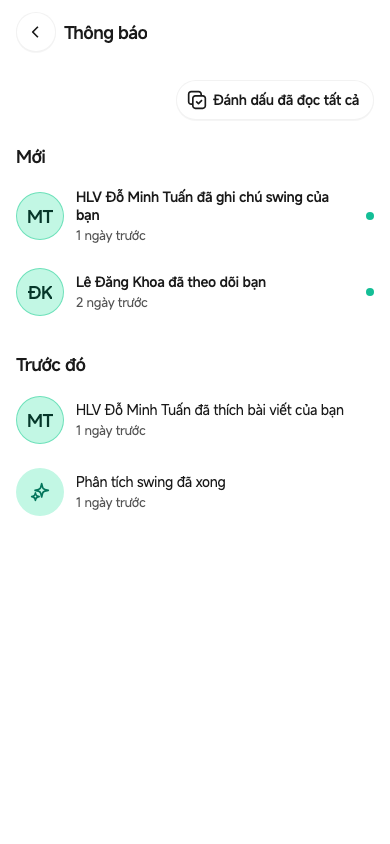 Thông báo
Đánh dấu đã đọc tất cả
Mới
MT
HLV Đỗ Minh Tuấn đã ghi chú swing của
bạn
1 ngày trước
ĐK
Lê Đăng Khoa đã theo dõi bạn
2 ngày trước
Trước đó
MT
HLV Đỗ Minh Tuấn đã thích bài viết của bạn
1 ngày trước
Phân tích swing đã xong
1 ngày trước